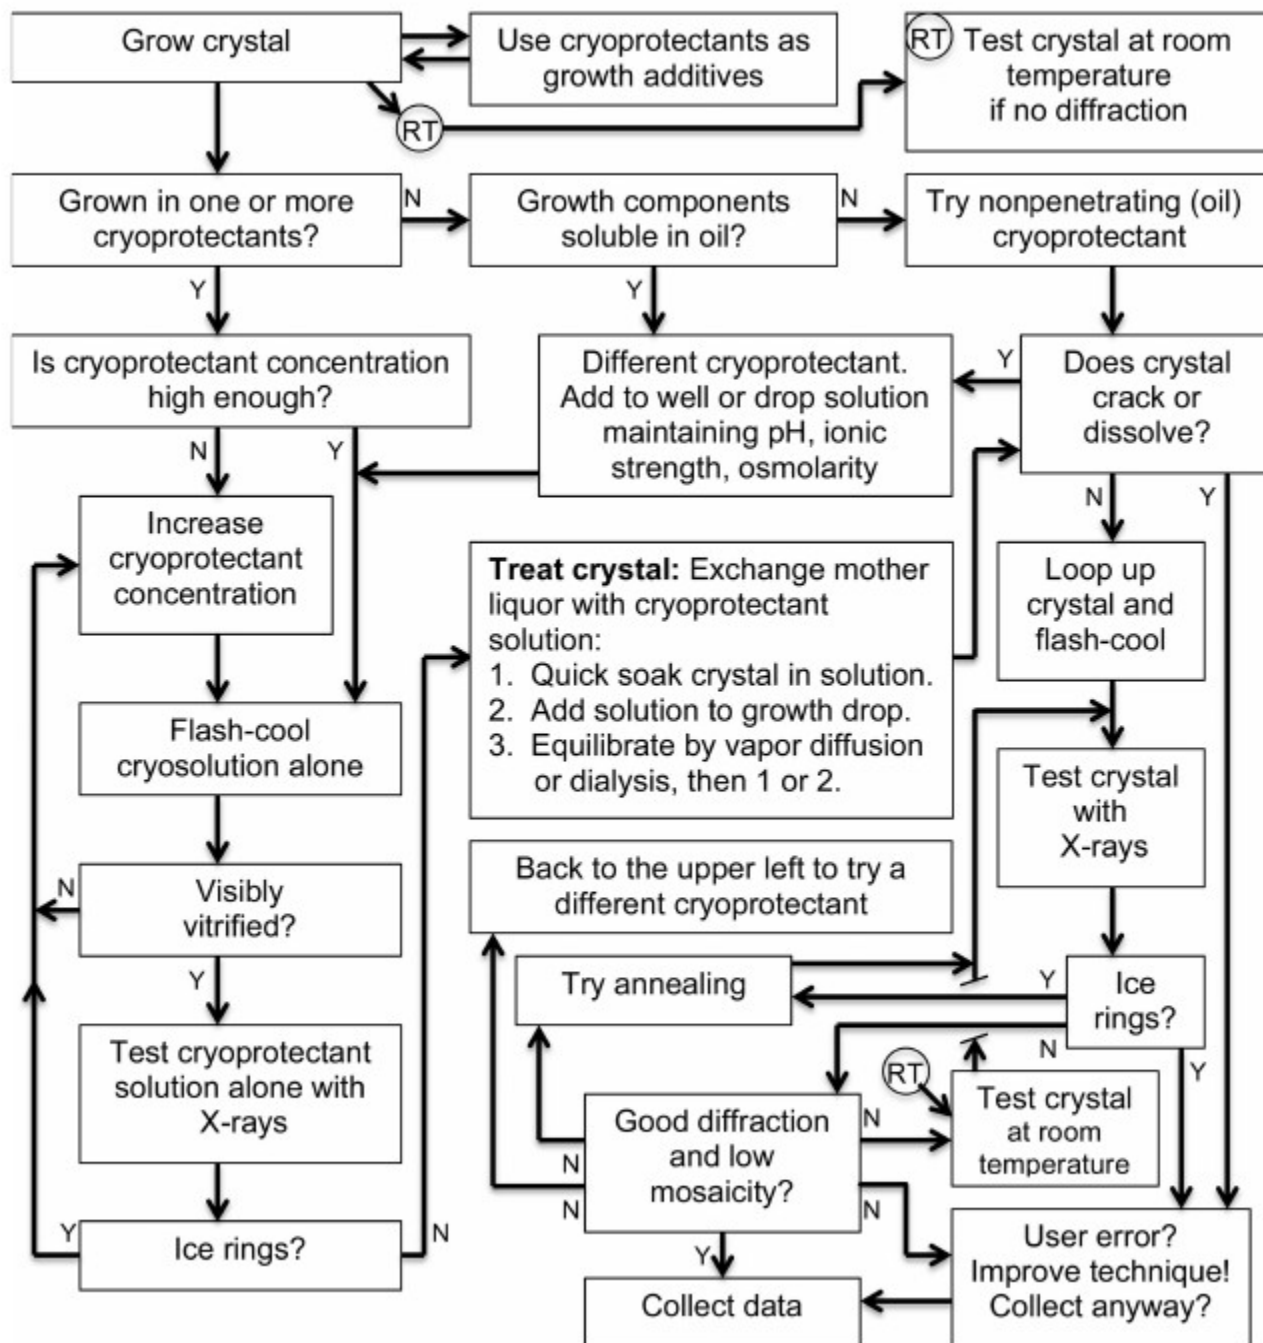 Grow crystal
Use cryoprotectants as
growth additives
RT
Test crystal at room
temperature
if no diffraction
RT
Grown in one or more
cryoprotectants?
N
Growth components
soluble in oil?
N
Try nonpenetrating (oil)
cryoprotectant
Y
Y
Is cryoprotectant concentration
high enough?
Different cryoprotectant.
Add to well or drop solution
maintaining pH, ionic
strength, osmolarity
Y
Does crystal
crack or
dissolve?
N
Y
N
Y
Increase
cryoprotectant
concentration
Treat crystal: Exchange mother
liquor with cryoprotectant
solution:
1. Quick soak crystal in solution.
2. Add solution to growth drop.
3. Equilibrate by vapor diffusion
or dialysis, then 1 or 2.
Loop up
crystal and
flash-cool
Flash-cool
cryosolution alone
Test crystal
with
X-rays
N
Visibly
vitrified?
Back to the upper left to try a
different cryoprotectant
Y
Try annealing
Y
Ice
rings?
N
Y
Test cryoprotectant
solution alone with
X-rays
RT
Test crystal
at room
temperature
Good diffraction
and low
mosaicity?
N
N
N
N
Y
Ice rings?
N
User error?
Improve technique!
Collect anyway?
Y
Collect data